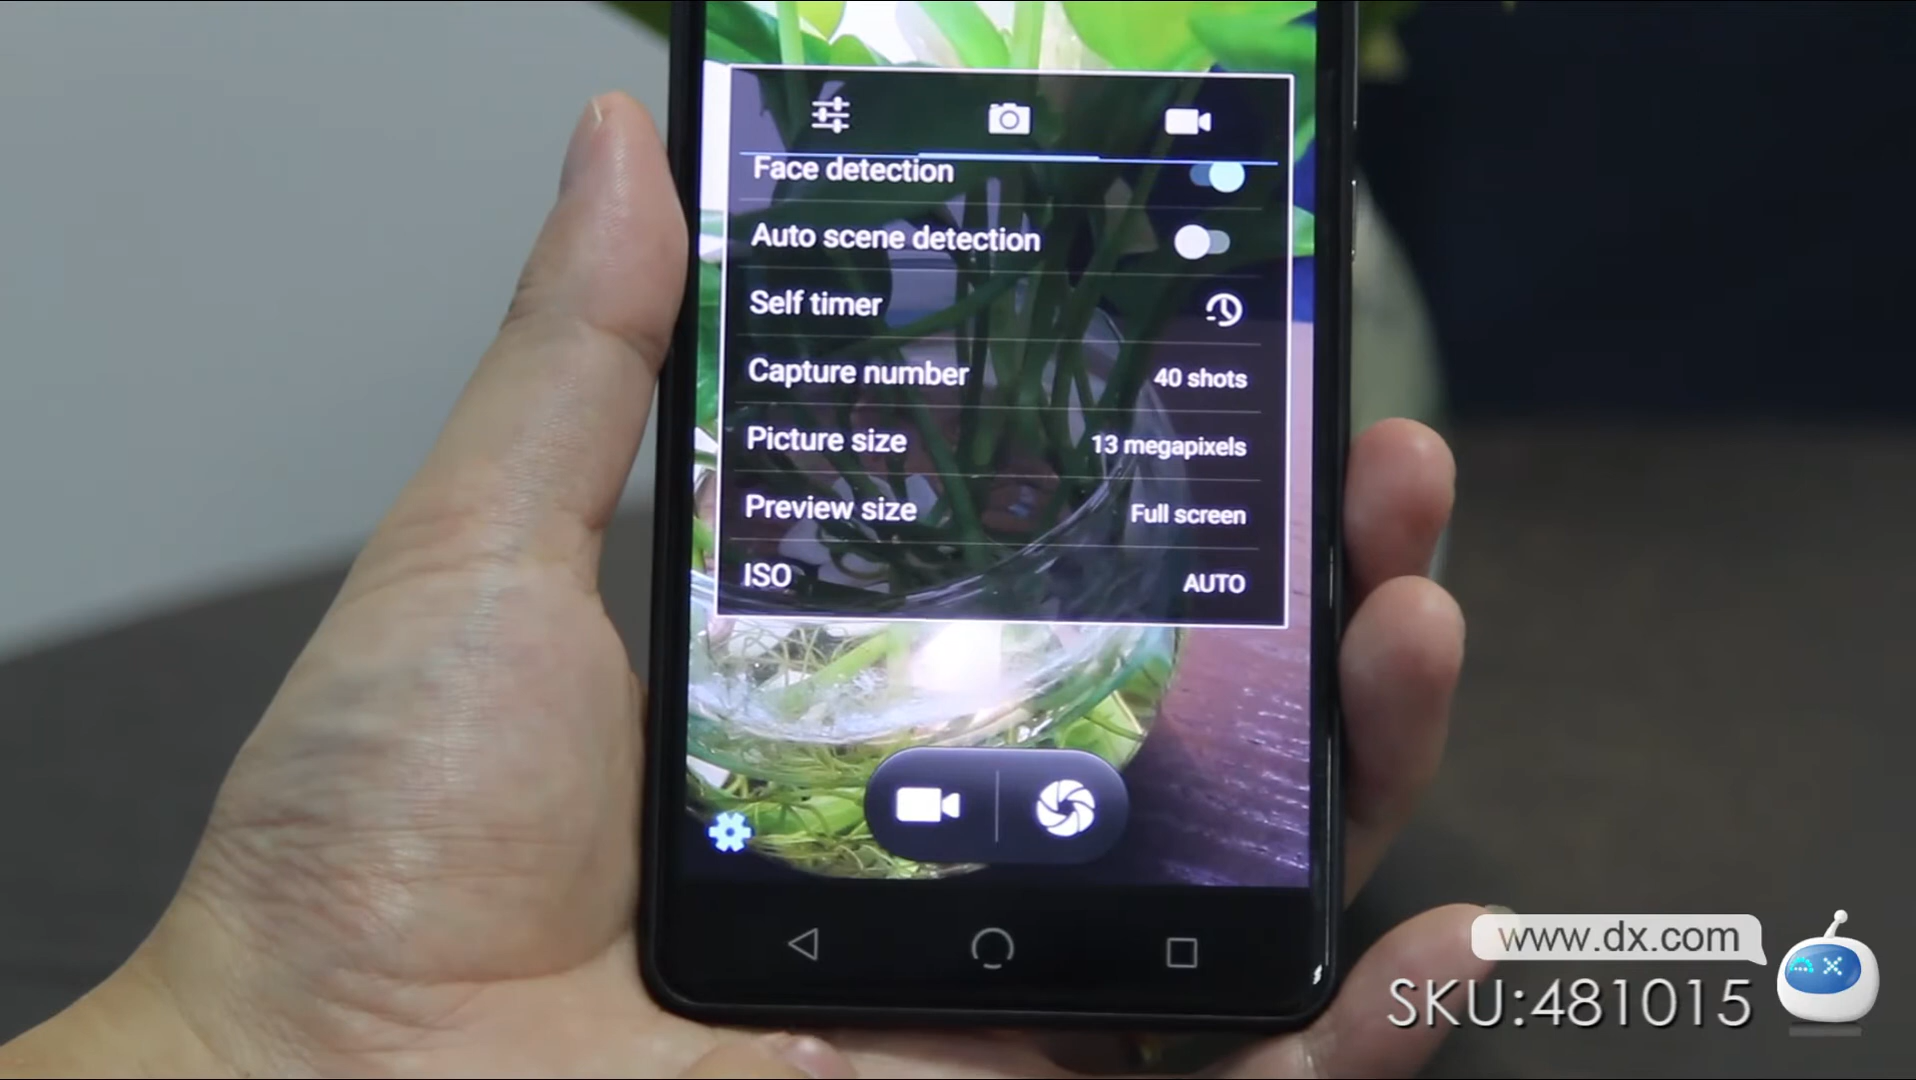 Face detection
Auto scene detection
Self timer
Capture number 40 shots
Picture size 13 megapixels
Preview size Full screen
ISO AUTO
www.dx.com
SKU:481015